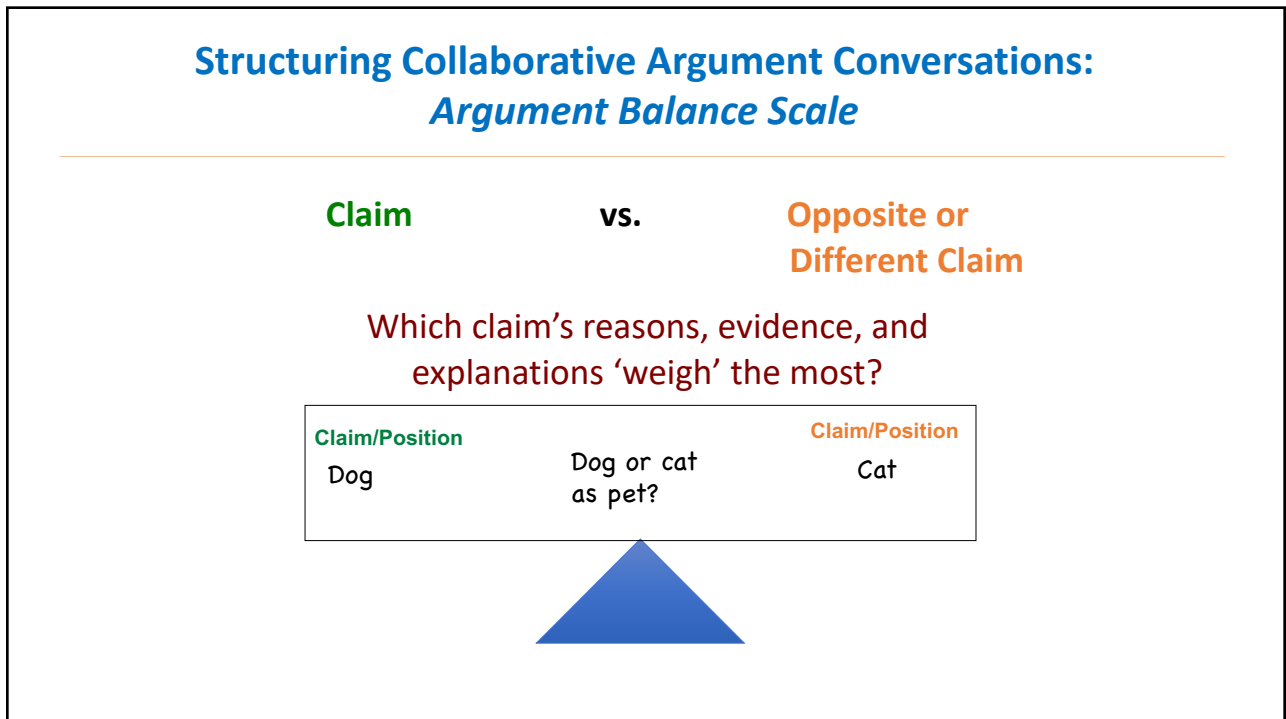 Structuring Collaborative Argument Conversations:
Argument Balance Scale
Claim vs. Opposite or
Different Claim
Which claim’s reasons, evidence, and
explanations ‘weigh’ the most?
Claim/Position
Dog
Dog or cat
as pet?
Claim/Position
Cat